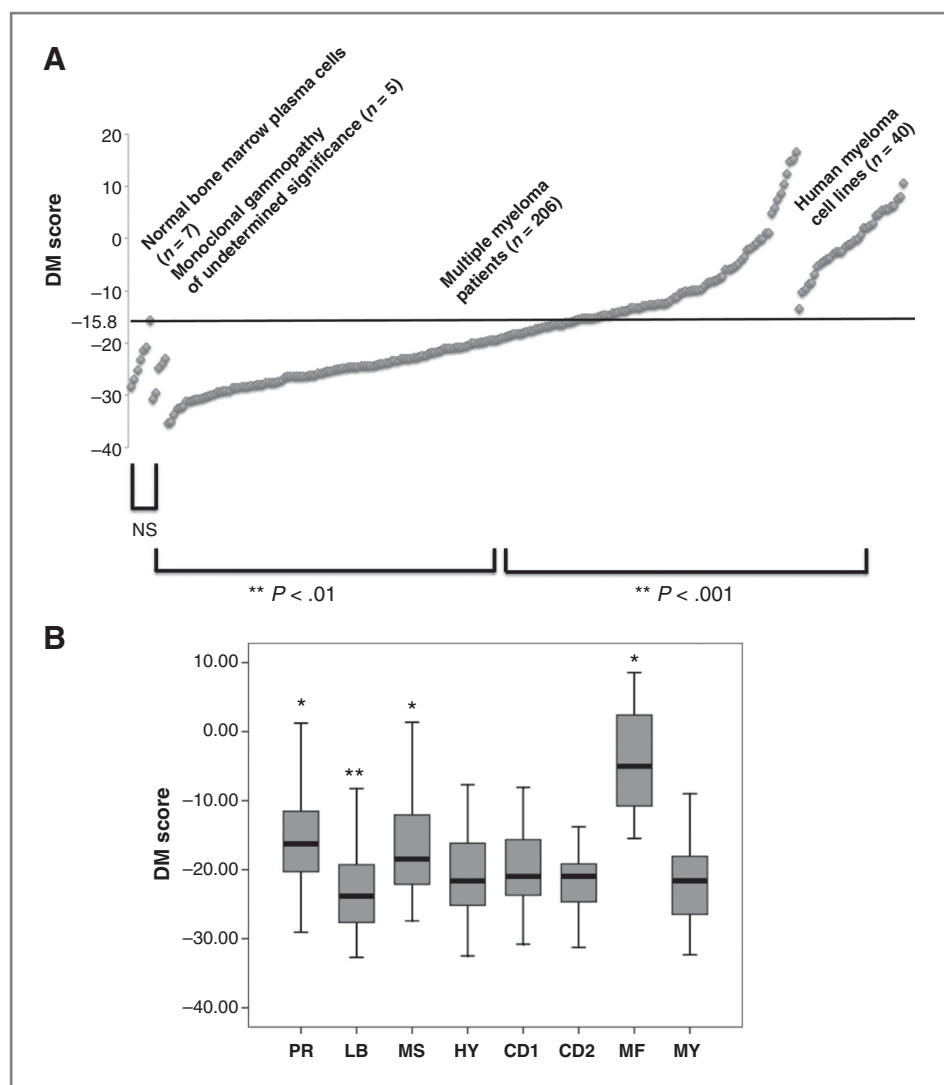 A
Normal bone marrow plasma cells
(n = 7)
Monoclonal gammopathy
of undetermined significance (n = 5)
Multiple myeloma
patients (n = 206)
Human myeloma
cell lines (n = 40)
DM score
20
10
0
–10
–15.8
–20
–30
–40
NS
** P < .01
** P < .001
B
DM score
10.00
0.00
–10.00
–20.00
–30.00
–40.00
*
**
*
*
PR LB MS HY CD1 CD2 MF MY